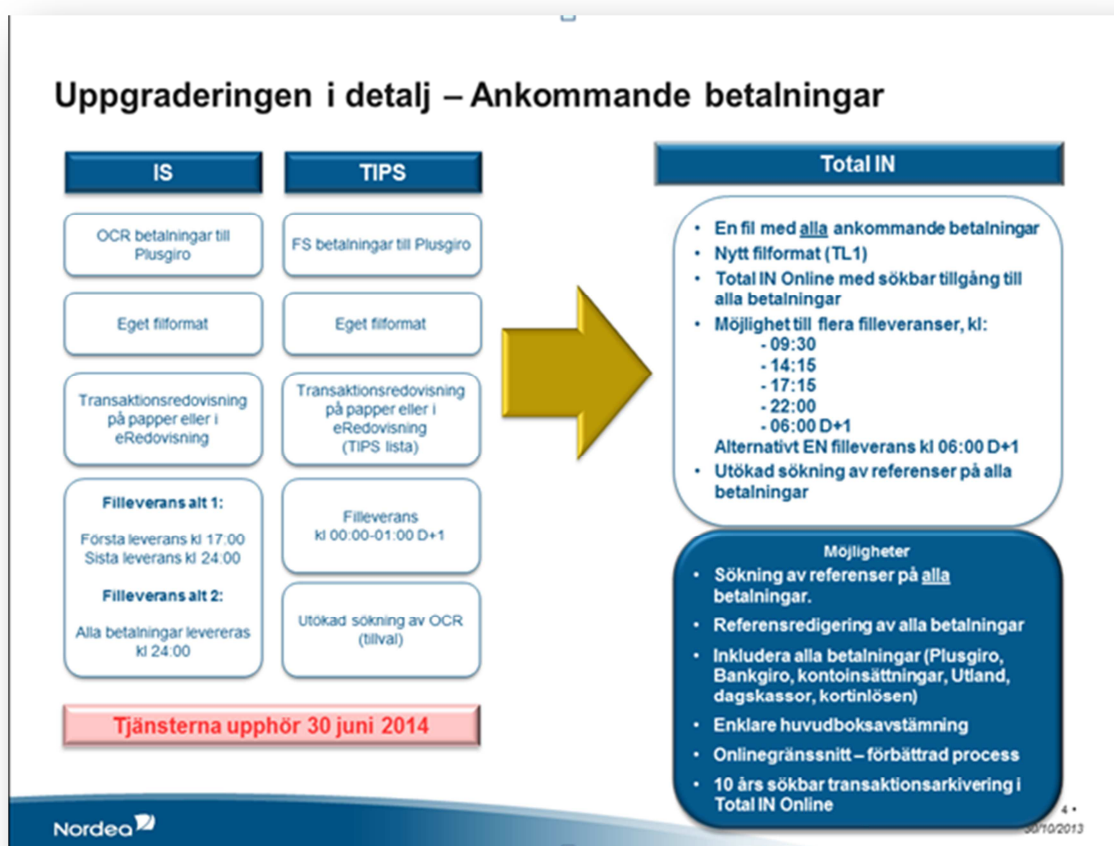 Uppgraderingen i detalj – Ankommande betalningar
IS
OCR betalningar till
Plusgiro
Eget filformat
Transaktionsredovisning
på papper eller i
eRedovisning
Filleverans alt 1:
Första leverans kl 17:00
Sista leverans kl 24:00
Filleverans alt 2:
Alla betalningar levereras
kl 24:00
TIPS
FS betalningar till Plusgiro
Eget filformat
Transaktionsredovisning
på papper eller i
eRedovisning
(TIPS lista)
Filleverans
kl 00:00-01:00 D+1
Utökad sökning av OCR
(tillval)
Tjänsterna upphör 30 juni 2014
Total IN
• En fil med alla ankommande betalningar
• Nytt filformat (TL1)
• Total IN Online med sökbar tillgång till
alla betalningar
• Möjlighet till flera filleveranser, kl:
- 09:30
- 14:15
- 17:15
- 22:00
- 06:00 D+1
Alternativt EN filleverans kl 06:00 D+1
• Utökad sökning av referenser på alla
betalningar
Möjligheter
• Sökning av referenser på alla
betalningar.
• Referensredigering av alla betalningar
• Inkludera alla betalningar (Plusgiro,
Bankgiro, kontoinsättningar, Utland,
dagskassor, kortinlösen)
• Enklare huvudboksavstämning
• Onlinegränssnitt – förbättrad process
• 10 års sökbar transaktionsarkivering i
Total IN Online
Nordea
4 •
30/10/2013